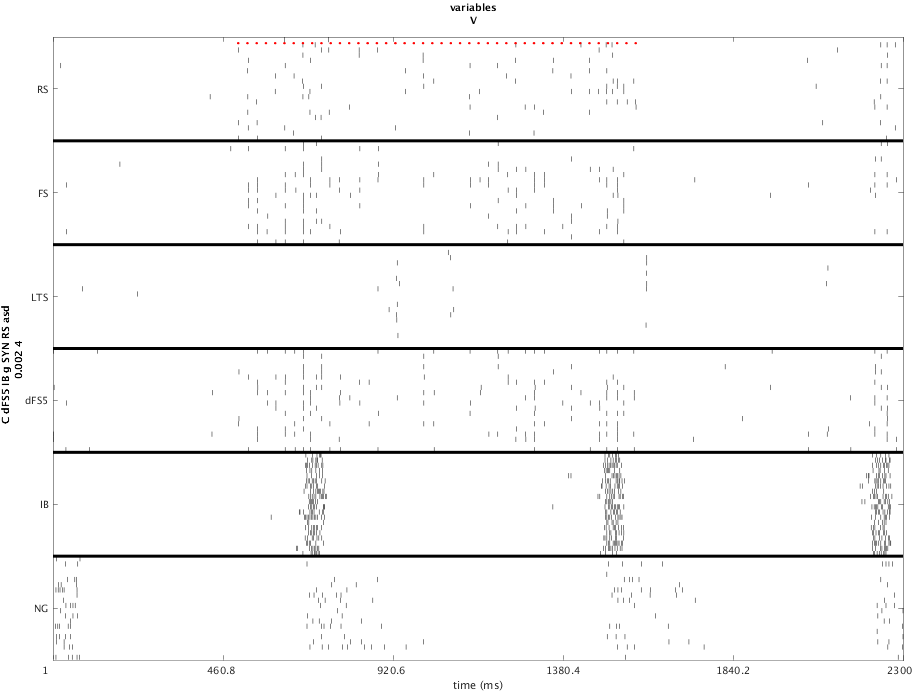 variables
V
RS
FS
LTS
dFS5
IB
NG
C dFS5 IB g SYN RS asd
0.002 4
1
460.8
920.6
1380.4
1840.2
2300
time (ms)